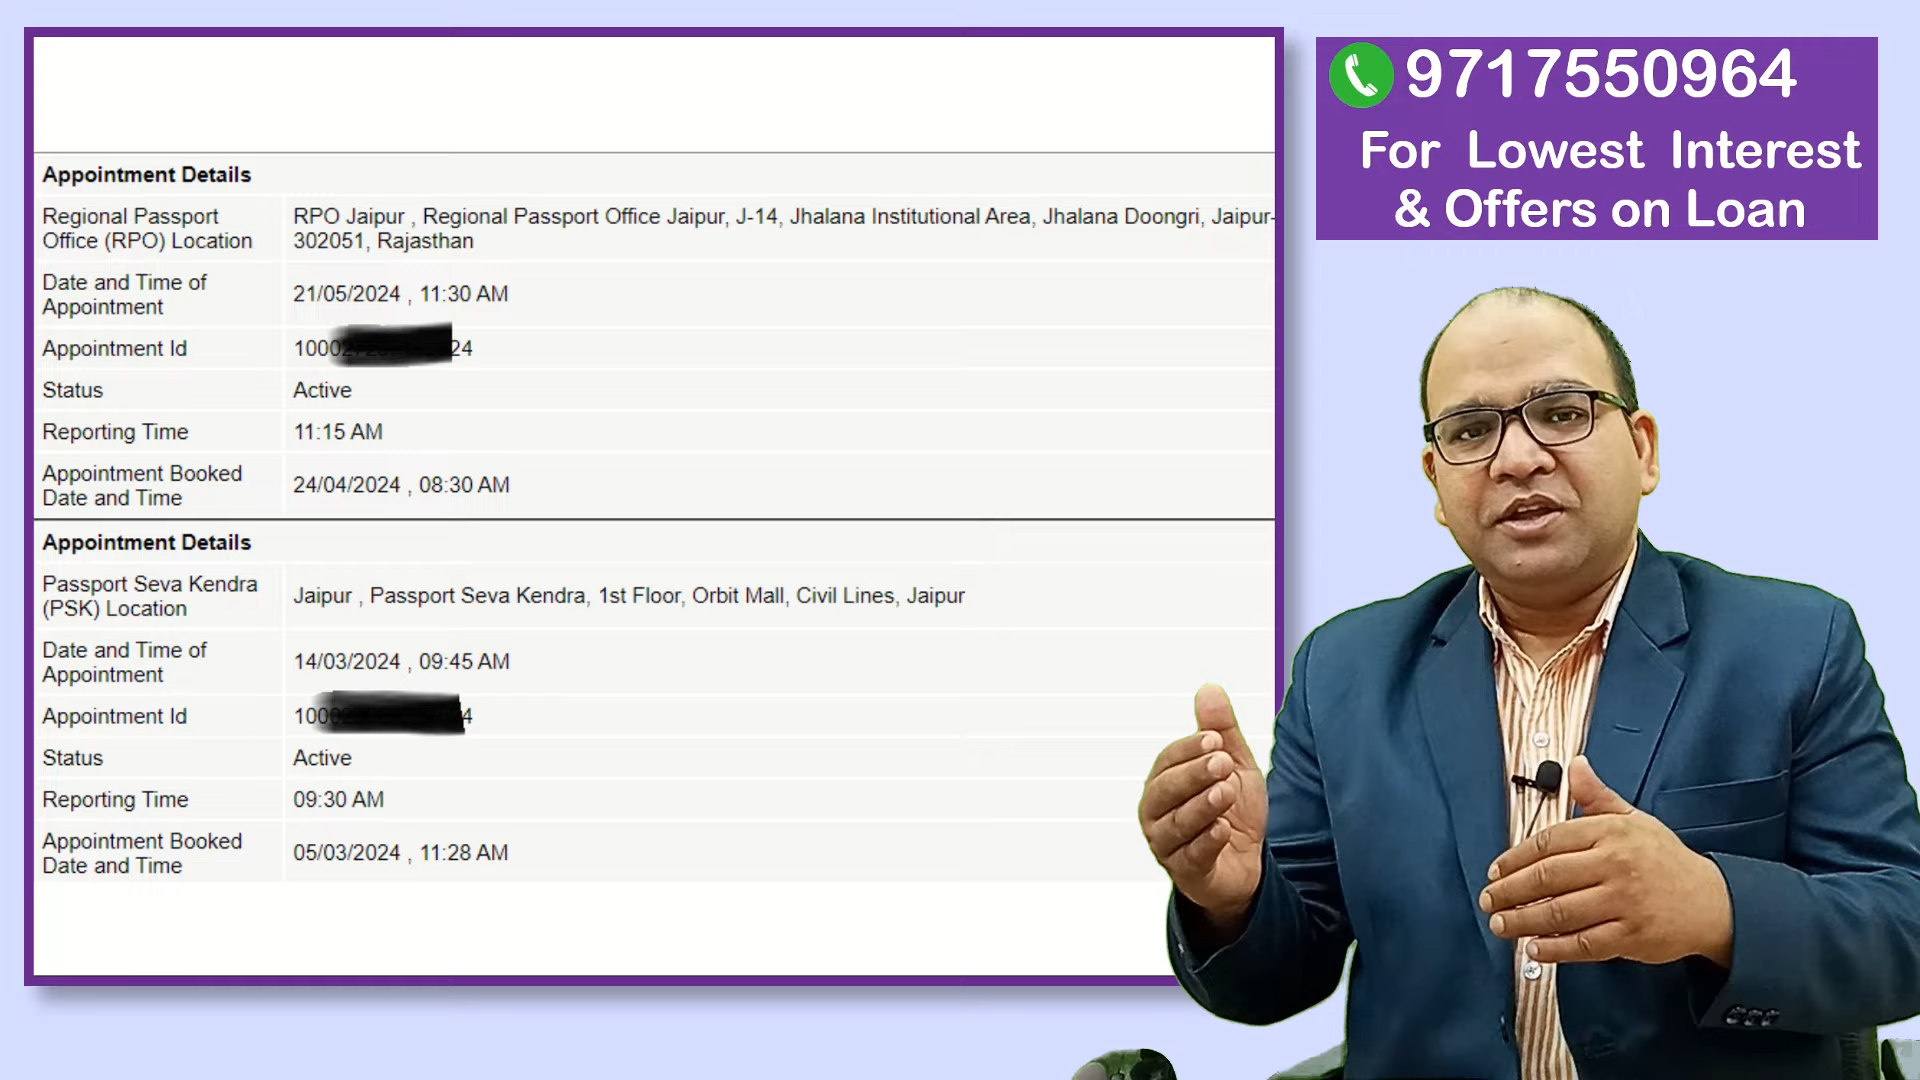 Appointment Details
Regional Passport
Office (RPO) Location
RPO Jaipur , Regional Passport Office Jaipur, J-14, Jhalana Institutional Area, Jhalana Doongri, Jaipur-
302051, Rajasthan
Date and Time of
Appointment
21/05/2024 , 11:30 AM
Appointment Id
Status
Active
Reporting Time
11:15 AM
Appointment Booked
Date and Time
24/04/2024 , 08:30 AM
Appointment Details
Passport Seva Kendra
(PSK) Location
Jaipur , Passport Seva Kendra, 1st Floor, Orbit Mall, Civil Lines, Jaipur
Date and Time of
Appointment
14/03/2024 , 09:45 AM
Appointment Id
Status
Active
Reporting Time
09:30 AM
Appointment Booked
Date and Time
05/03/2024 , 11:28 AM
9717550964
For Lowest Interest
& Offers on Loan